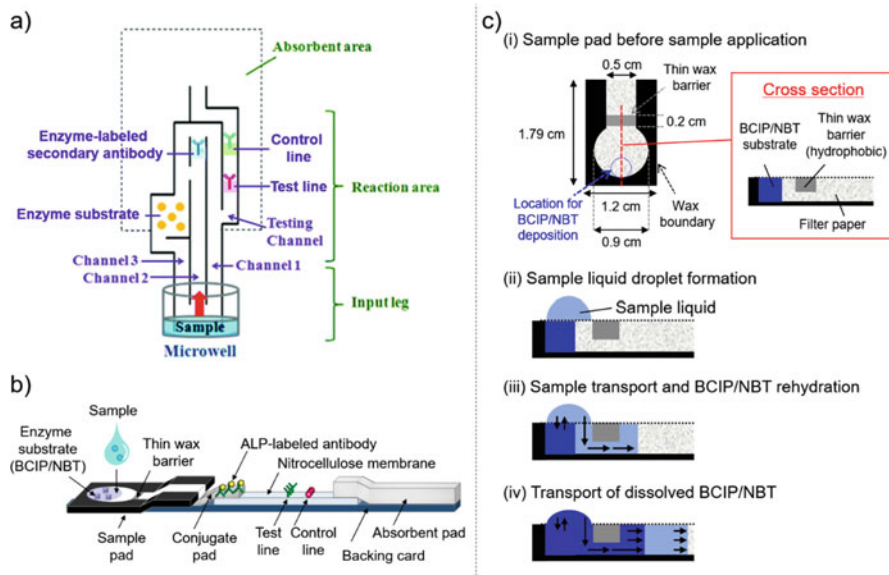 a)
Absorbent area
Enzyme-labeled
secondary antibody
Control
line
Test line
Reaction area
Enzyme substrate
Testing
Channel
Channel 3
Channel 2
Channel 1
Input leg
Sample
Microwell
b)
Sample
Enzyme
substrate
(BCIP/NBT)
Thin wax
barrier
ALP-labeled antibody
Nitrocellulose membrane
Sample
pad
Conjugate
pad
Test
line
Control
line
Backing card
Absorbent pad
c)
(i) Sample pad before sample application
0.5 cm
Thin wax
barrier
0.2 cm
1.79 cm
Location for
BCIP/NBT
deposition
1.2 cm
0.9 cm
Wax
boundary
Cross section
BCIP/NBT
substrate
Thin wax
barrier
(hydrophobic)
Filter paper
(ii) Sample liquid droplet formation
Sample liquid
(iii) Sample transport and BCIP/NBT rehydration
(iv) Transport of dissolved BCIP/NBT